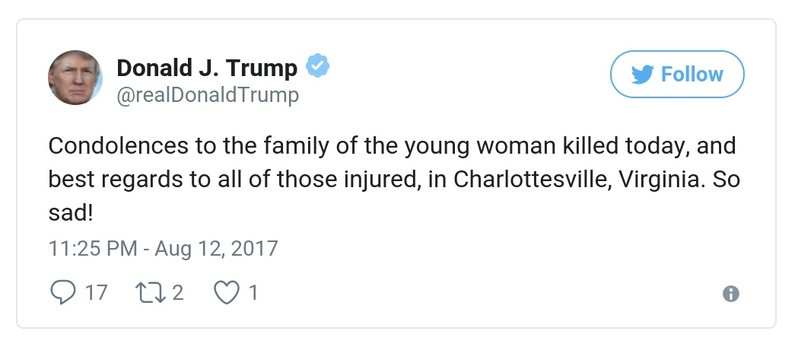 Donald J. Trump
Follow
@realDonaldTrump
Condolences to the family of the young woman killed today, and
best regards to all of those injured, in Charlottesville, Virginia. So
sad!
11:25 PM - Aug 12, 2017
17 2 1